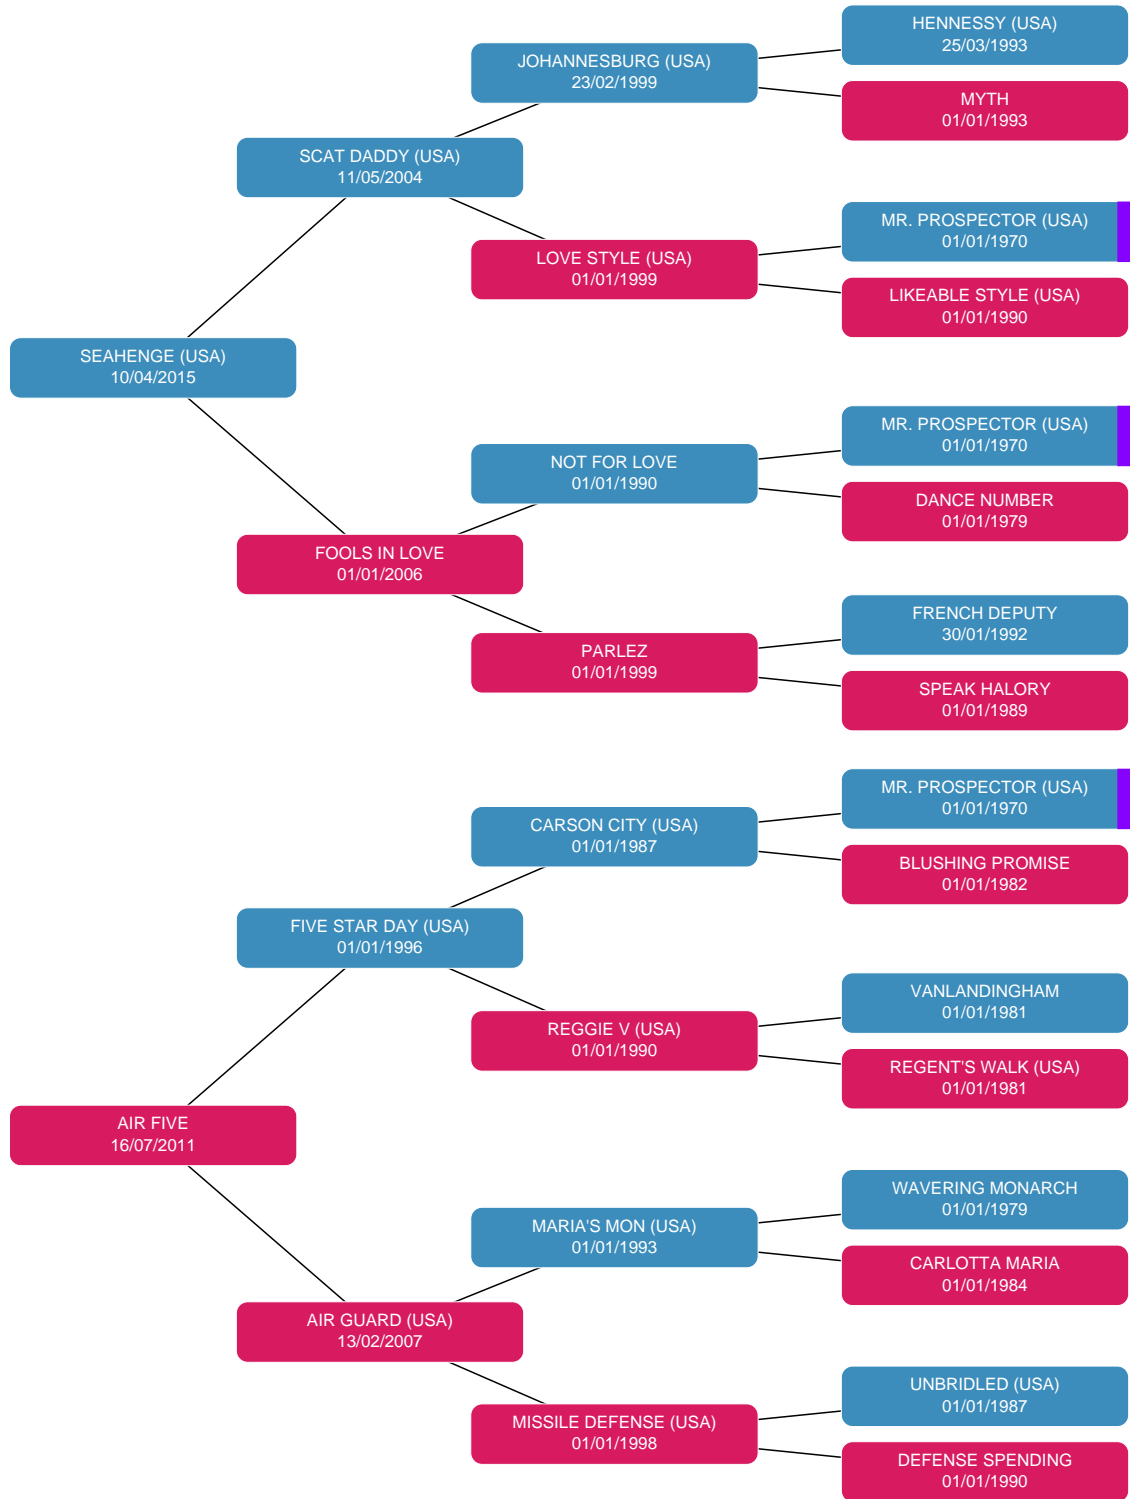 HENNESSY (USA)
25/03/1993
JOHANNESBURG (USA)
23/02/1999
MYTH
01/01/1993
SCAT DADDY (USA)
11/05/2004
MR. PROSPECTOR (USA)
01/01/1970
LOVE STYLE (USA)
01/01/1999
LIKEABLE STYLE (USA)
01/01/1990
SEAHENGE (USA)
10/04/2015
MR. PROSPECTOR (USA)
01/01/1970
NOT FOR LOVE
01/01/1990
DANCE NUMBER
01/01/1979
FOOLS IN LOVE
01/01/2006
FRENCH DEPUTY
30/01/1992
PARLEZ
01/01/1999
SPEAK HALORY
01/01/1989
MR. PROSPECTOR (USA)
01/01/1970
CARSON CITY (USA)
01/01/1987
BLUSHING PROMISE
01/01/1982
FIVE STAR DAY (USA)
01/01/1996
VANLANDINGHAM
01/01/1981
REGGIE V (USA)
01/01/1990
REGENT'S WALK (USA)
01/01/1981
AIR FIVE
16/07/2011
WAVERING MONARCH
01/01/1979
MARIA'S MON (USA)
01/01/1993
CARLOTTA MARIA
01/01/1984
AIR GUARD (USA)
13/02/2007
UNBRIDLED (USA)
01/01/1987
MISSILE DEFENSE (USA)
01/01/1998
DEFENSE SPENDING
01/01/1990